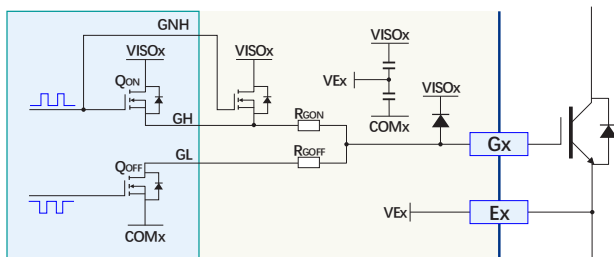 GNH
VISOx
VISOx
VISOx
QON
VEx
VISOx
RGON
GH
COMx
Gx
GL
RGOFF
QOFF
VEx
Ex
COMx